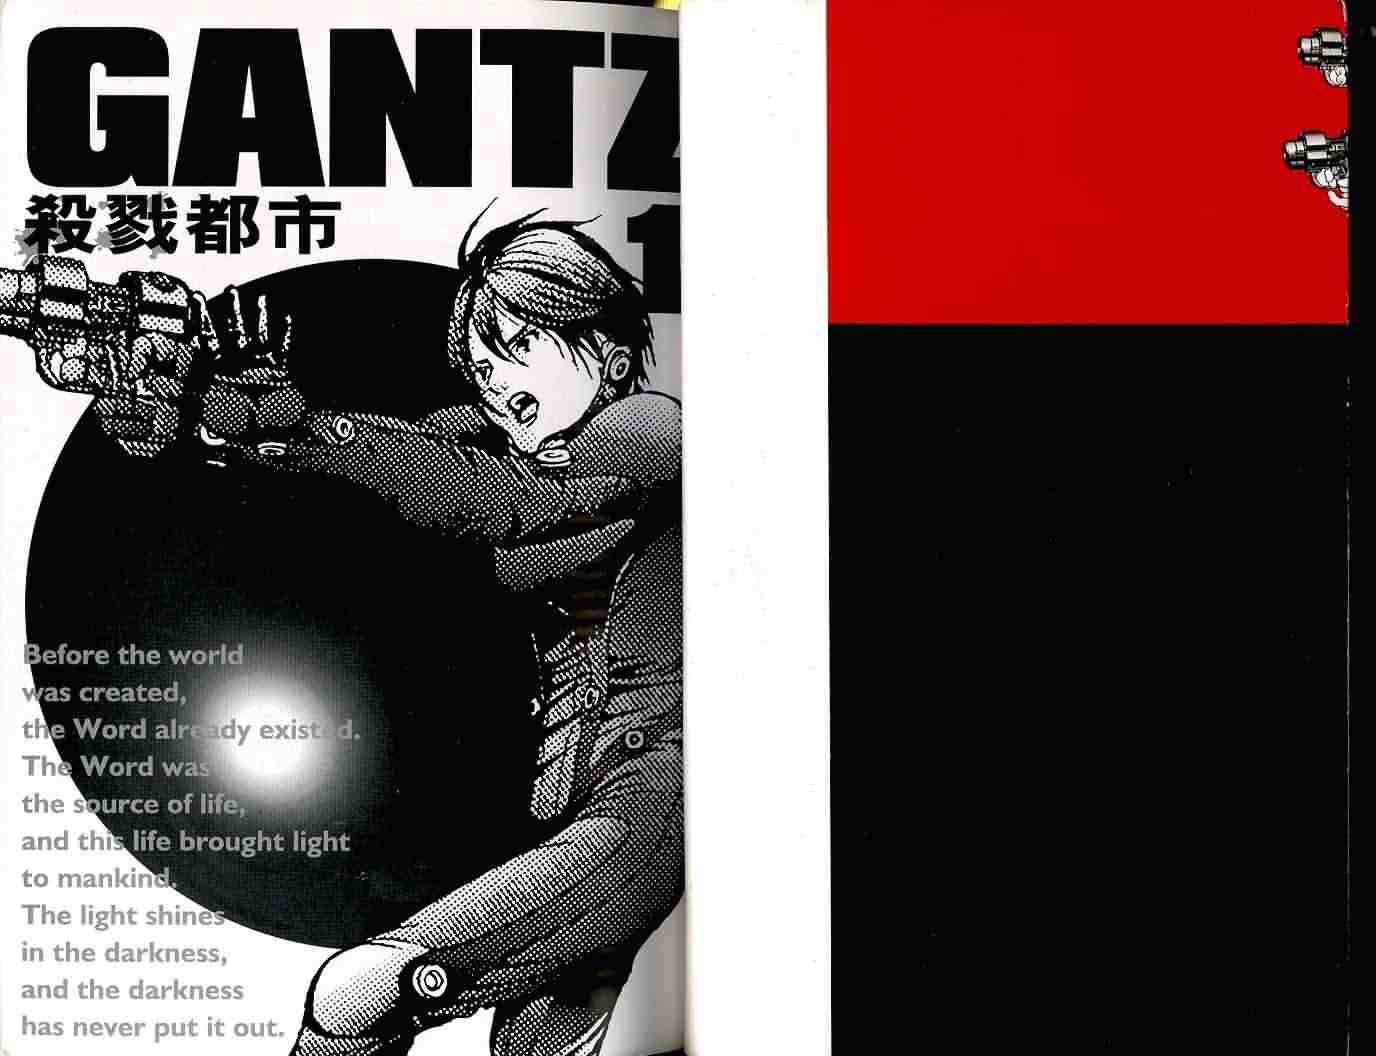 GANTZ
殺戮都市
1
Before the world
was created,
the Word already existed.
The Word was
the source of life,
and this life brought light
to mankind.
The light shines
in the darkness,
and the darkness
has never put it out.